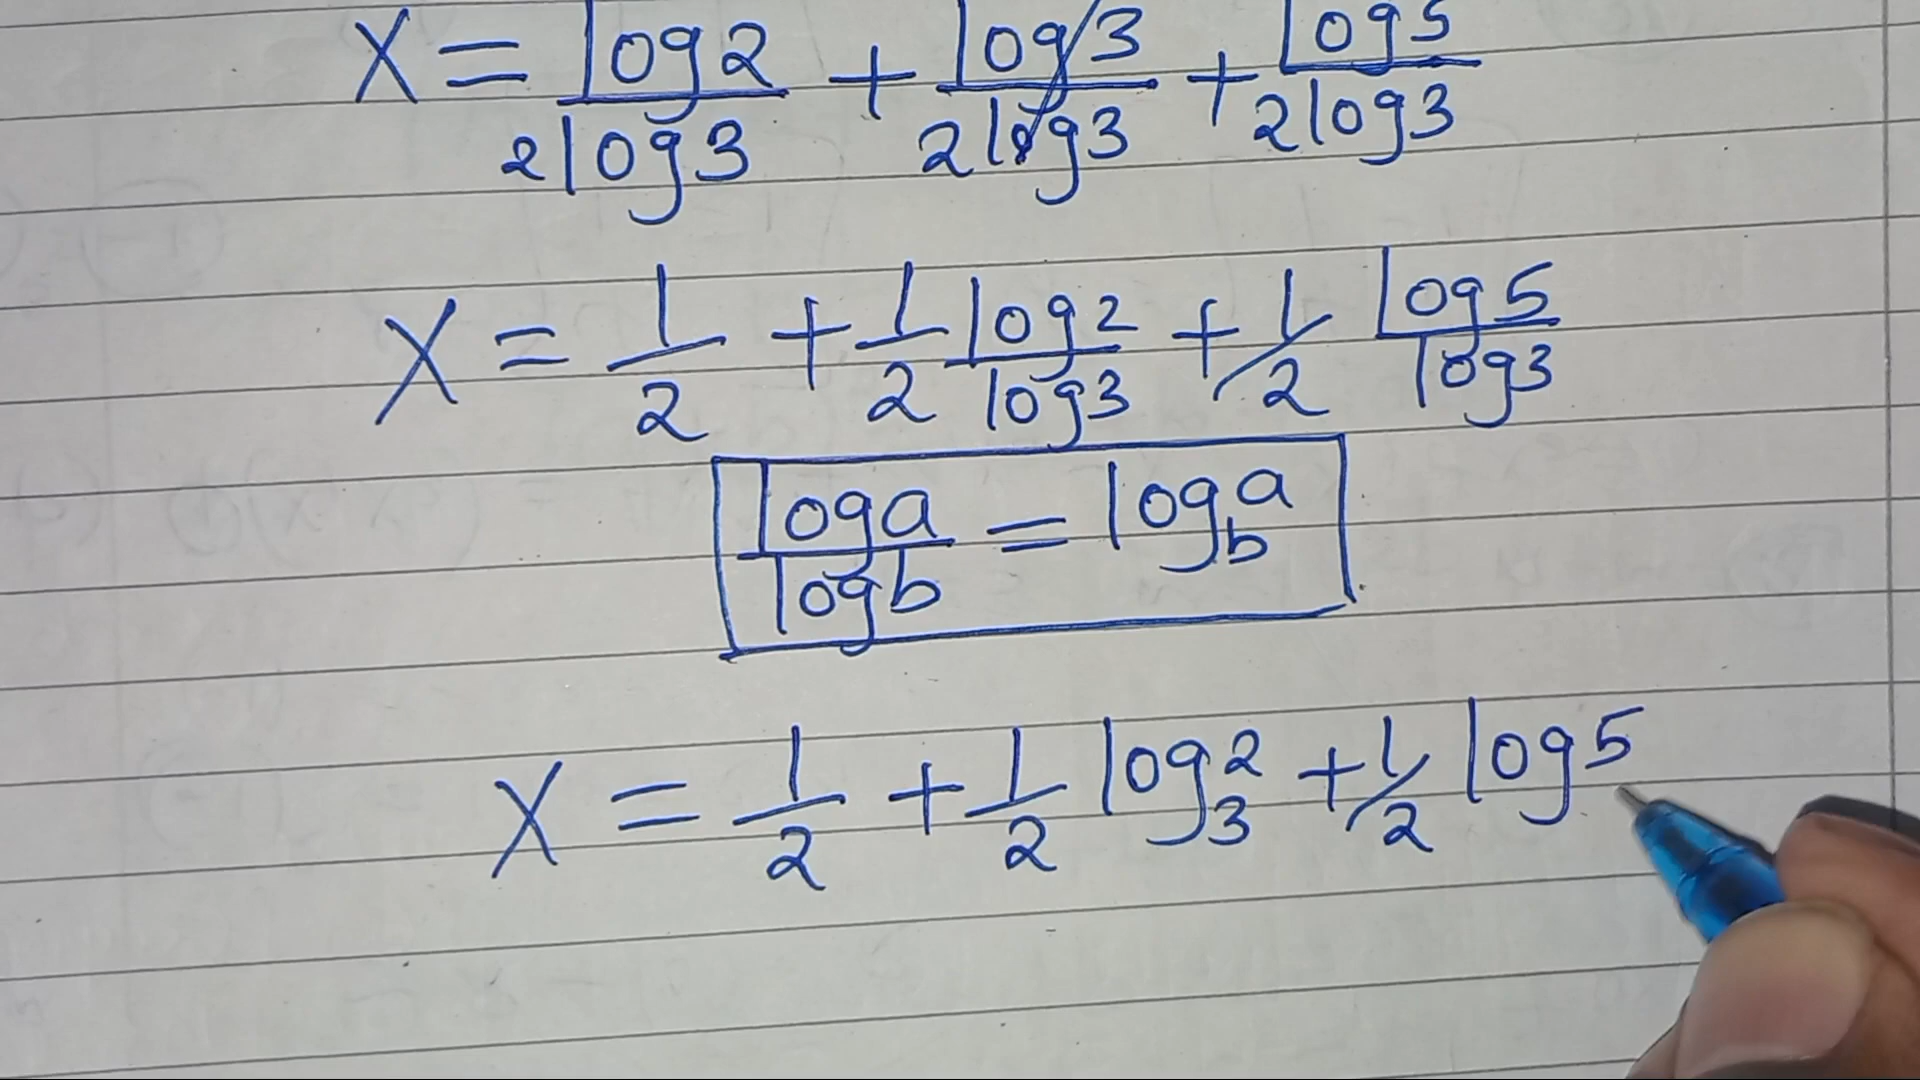 X = log2/2log3 + log3/2log3 + log5/2log3
X = 1/2 + 1/2 log2/log3 + 1/2 log5/log3
loga/logb = log_b a
X = 1/2 + 1/2 log_3 2 + 1/2 log5